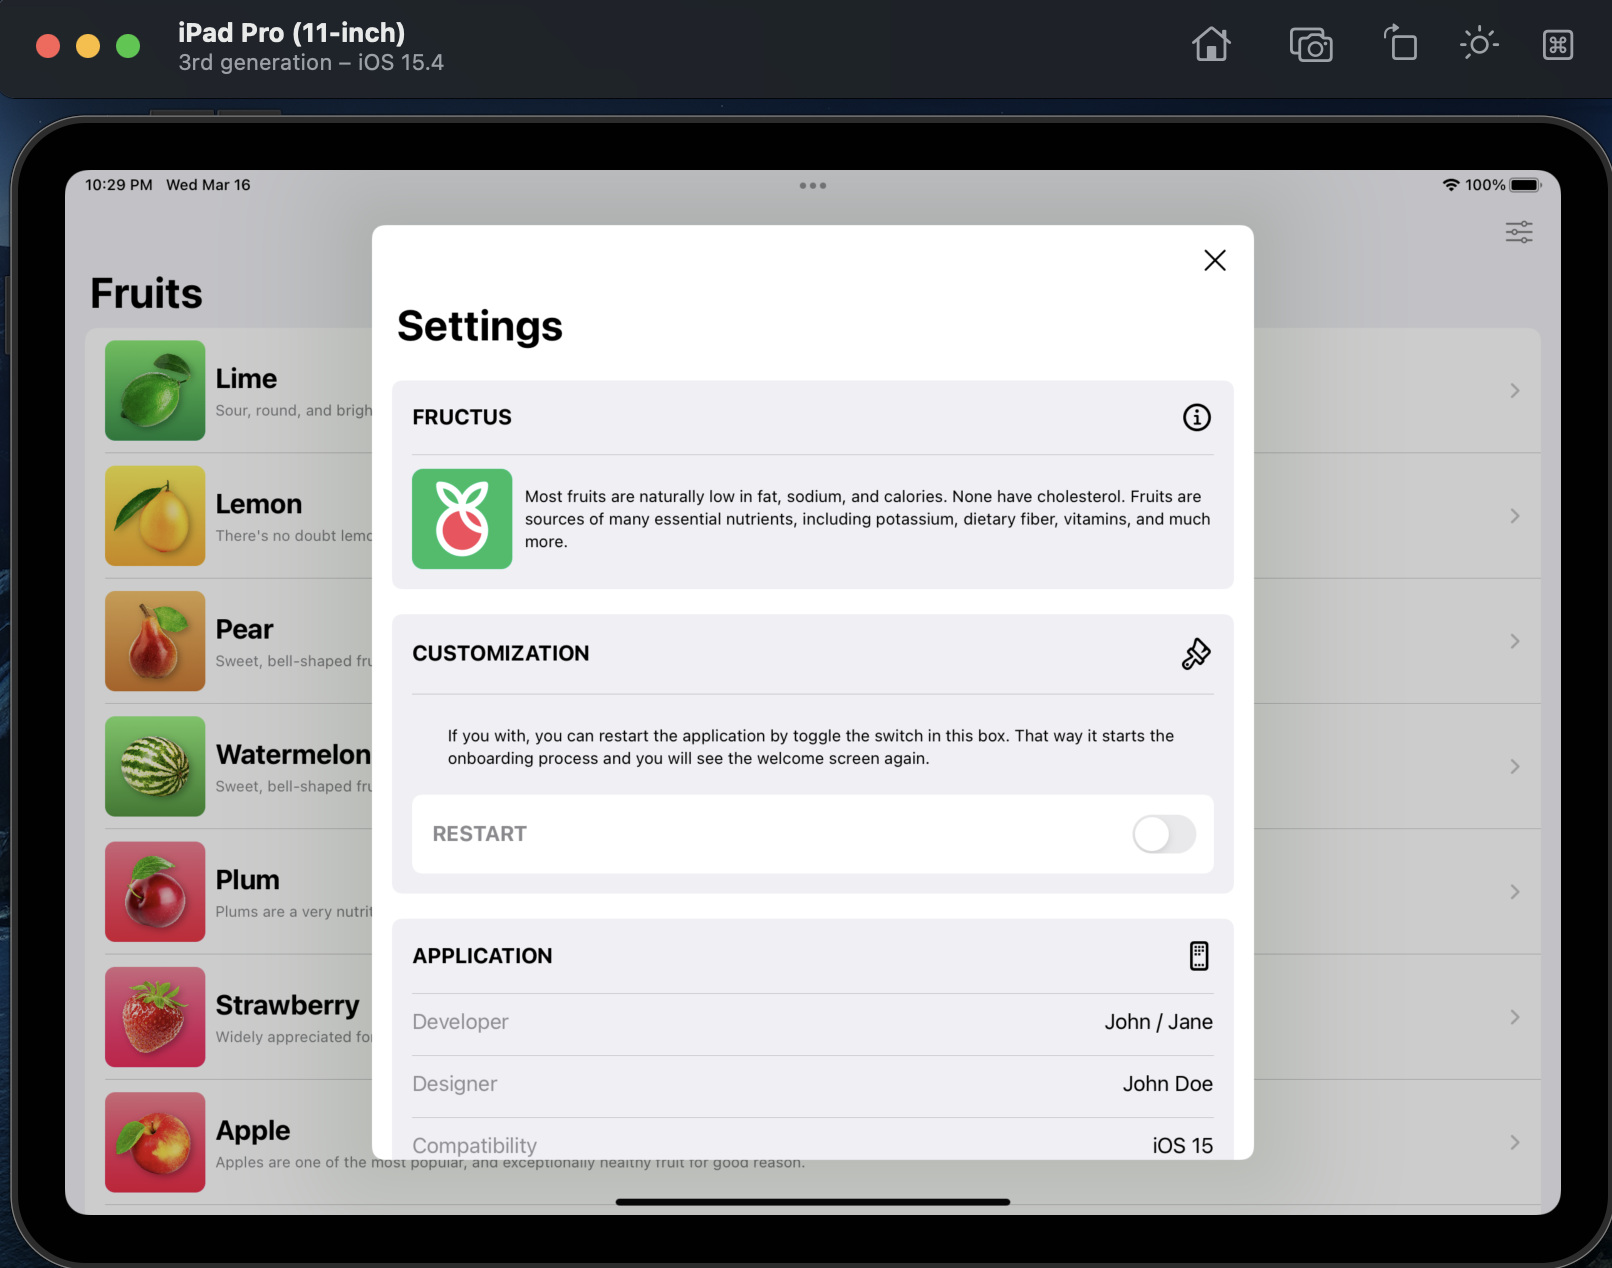 iPad Pro (11-inch)
3rd generation – iOS 15.4
10:29 PM Wed Mar 16
100%
Fruits
Lime
Sour, round, and brigh
Lemon
There's no doubt lemo
Pear
Sweet, bell-shaped fru
Watermelon
Sweet, bell-shaped fru
Plum
Plums are a very nutrit
Strawberry
Widely appreciated fo
Apple
Apples are one of the most popular, and exceptionally healthy fruit for good reason.
Settings
FRUCTUS
Most fruits are naturally low in fat, sodium, and calories. None have cholesterol. Fruits are
sources of many essential nutrients, including potassium, dietary fiber, vitamins, and much
more.
CUSTOMIZATION
If you with, you can restart the application by toggle the switch in this box. That way it starts the
onboarding process and you will see the welcome screen again.
RESTART
APPLICATION
Developer John / Jane
Designer John Doe
Compatibility iOS 15